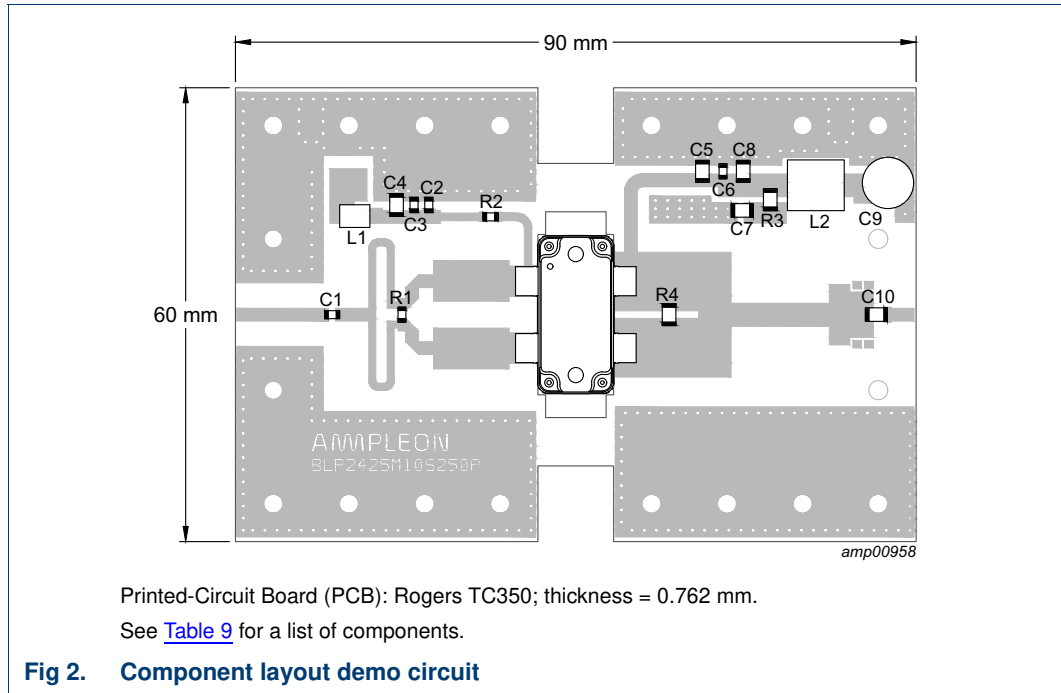 90 mm
60 mm
C4 C2
C3
L1
R2
C5 C8
C6
C7
R3
L2
C9
C1
R1
R4
C10
AMPLEON
BLP2425M10S250P
amp00958
Printed-Circuit Board (PCB): Rogers TC350; thickness = 0.762 mm.
See Table 9 for a list of components.
Fig 2. Component layout demo circuit